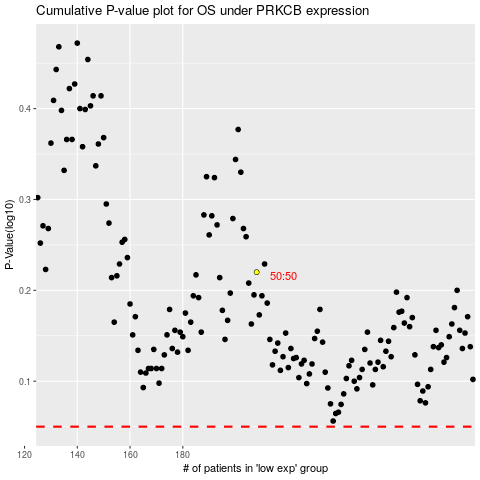 Cumulative P-value plot for OS under PRKCB expression
P-Value(log10)
0.4
0.3
0.2
0.1
50:50
120 140 160 180
# of patients in 'low exp' group